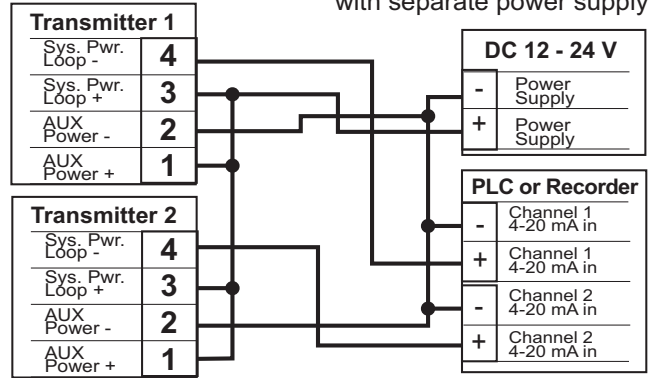 with separate power supply
Transmitter 1
Sys. Pwr.
Loop -
4
Sys. Pwr.
Loop +
3
AUX
Power -
2
AUX
Power +
1
Transmitter 2
Sys. Pwr.
Loop -
4
Sys. Pwr.
Loop +
3
AUX
Power -
2
AUX
Power +
1
DC 12 - 24 V
-
Power
Supply
+
Power
Supply
PLC or Recorder
-
Channel 1
4-20 mA in
+
Channel 1
4-20 mA in
-
Channel 2
4-20 mA in
+
Channel 2
4-20 mA in